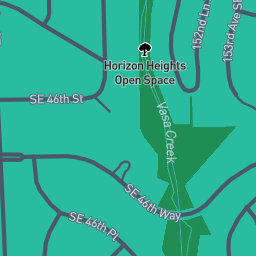 152nd Ln
153rd Ave SE
Horizon Heights
Open Space
SE 46th St
Vasa Creek
SE 46th Way
SE 46th Pl